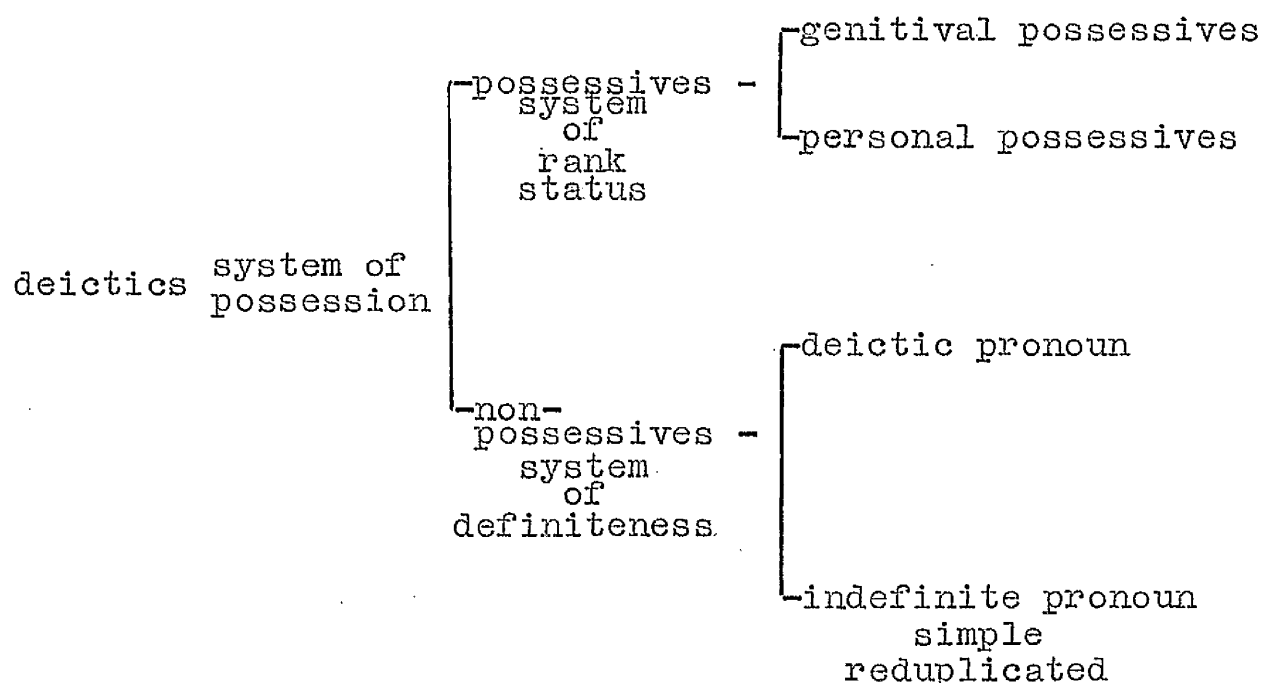 genitival possessives
possessives -
system
of
rank
status
personal possessives
deictics system of
possession
deictic pronoun
non-
possessives -
system
of
definiteness
indefinite pronoun
simple
reduplicated